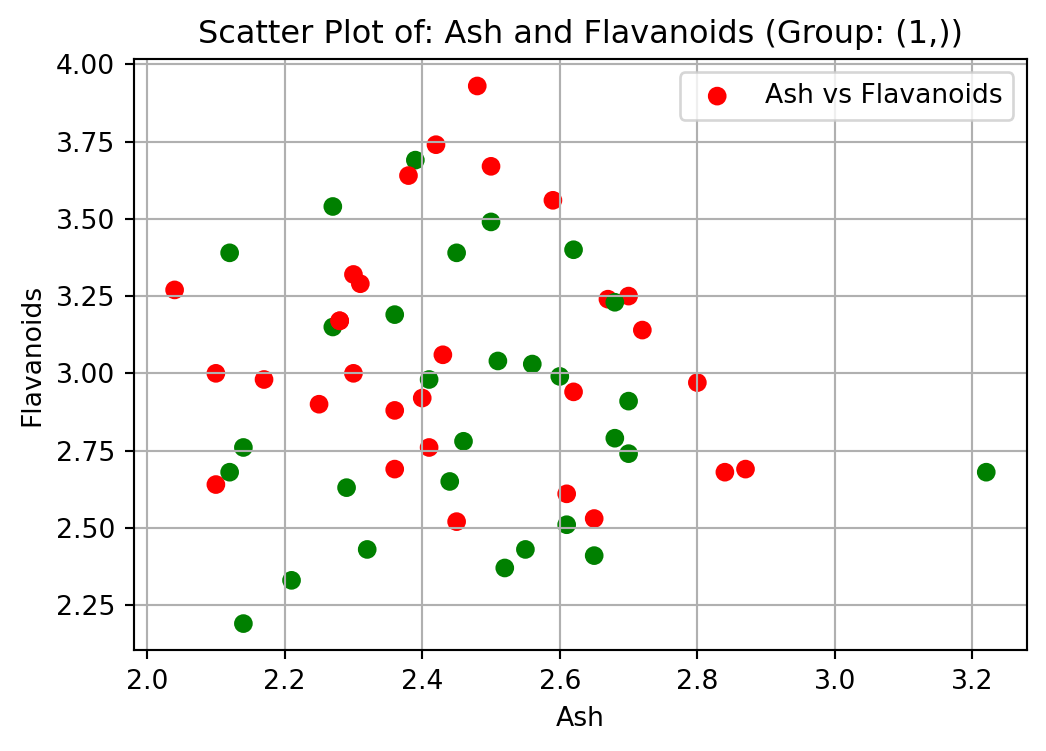 Scatter Plot of: Ash and Flavanoids (Group: (1,))
Ash vs Flavanoids
4.00
3.75
3.50
3.25
3.00
2.75
2.50
2.25
Flavanoids
2.0 2.2 2.4 2.6 2.8 3.0 3.2
Ash